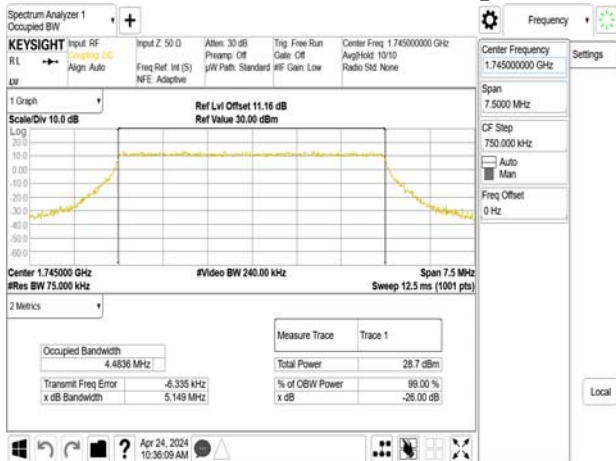 Spectrum Analyzer 1
Occupied BW
+
Frequency
KEYSIGHT
RL
Input: RF
Coupling: DC
Align: Auto
Input Z: 50 Ω
Freq Ref: Int (S)
NFE: Adaptive
Atten: 30 dB
Preamp: Off
µW Path: Standard
Trig: Free Run
Gate: Off
#IF Gain: Low
Center Freq: 1.745000000 GHz
Avg|Hold: 10/10
Radio Std: None
Center Frequency
1.745000000 GHz
Settings
Span
7.5000 MHz
CF Step
750.000 kHz
Auto
Man
Freq Offset
0 Hz
Local
1 Graph
Scale/Div 10.0 dB
Ref Lvl Offset 11.16 dB
Ref Value 30.00 dBm
Log
20.0
10.0
0.00
-10.0
-20.0
-30.0
-40.0
-50.0
-60.0
Center 1.745000 GHz
#Res BW 75.000 kHz
#Video BW 240.00 kHz
Span 7.5 MHz
Sweep 12.5 ms (1001 pts)
2 Metrics
Measure Trace Trace 1
Occupied Bandwidth
4.4836 MHz
Total Power 28.7 dBm
Transmit Freq Error -6.335 kHz
% of OBW Power 99.00 %
x dB Bandwidth 5.149 MHz
x dB -26.00 dB
?
Apr 24, 2024
10:36:09 AM